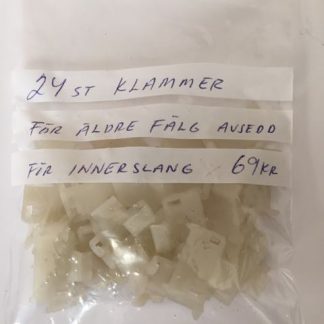 24 ST KLAMMER
FÖR ÄLDRE FÄLG AVSEDD
FÖR INNERSLANG 69KR